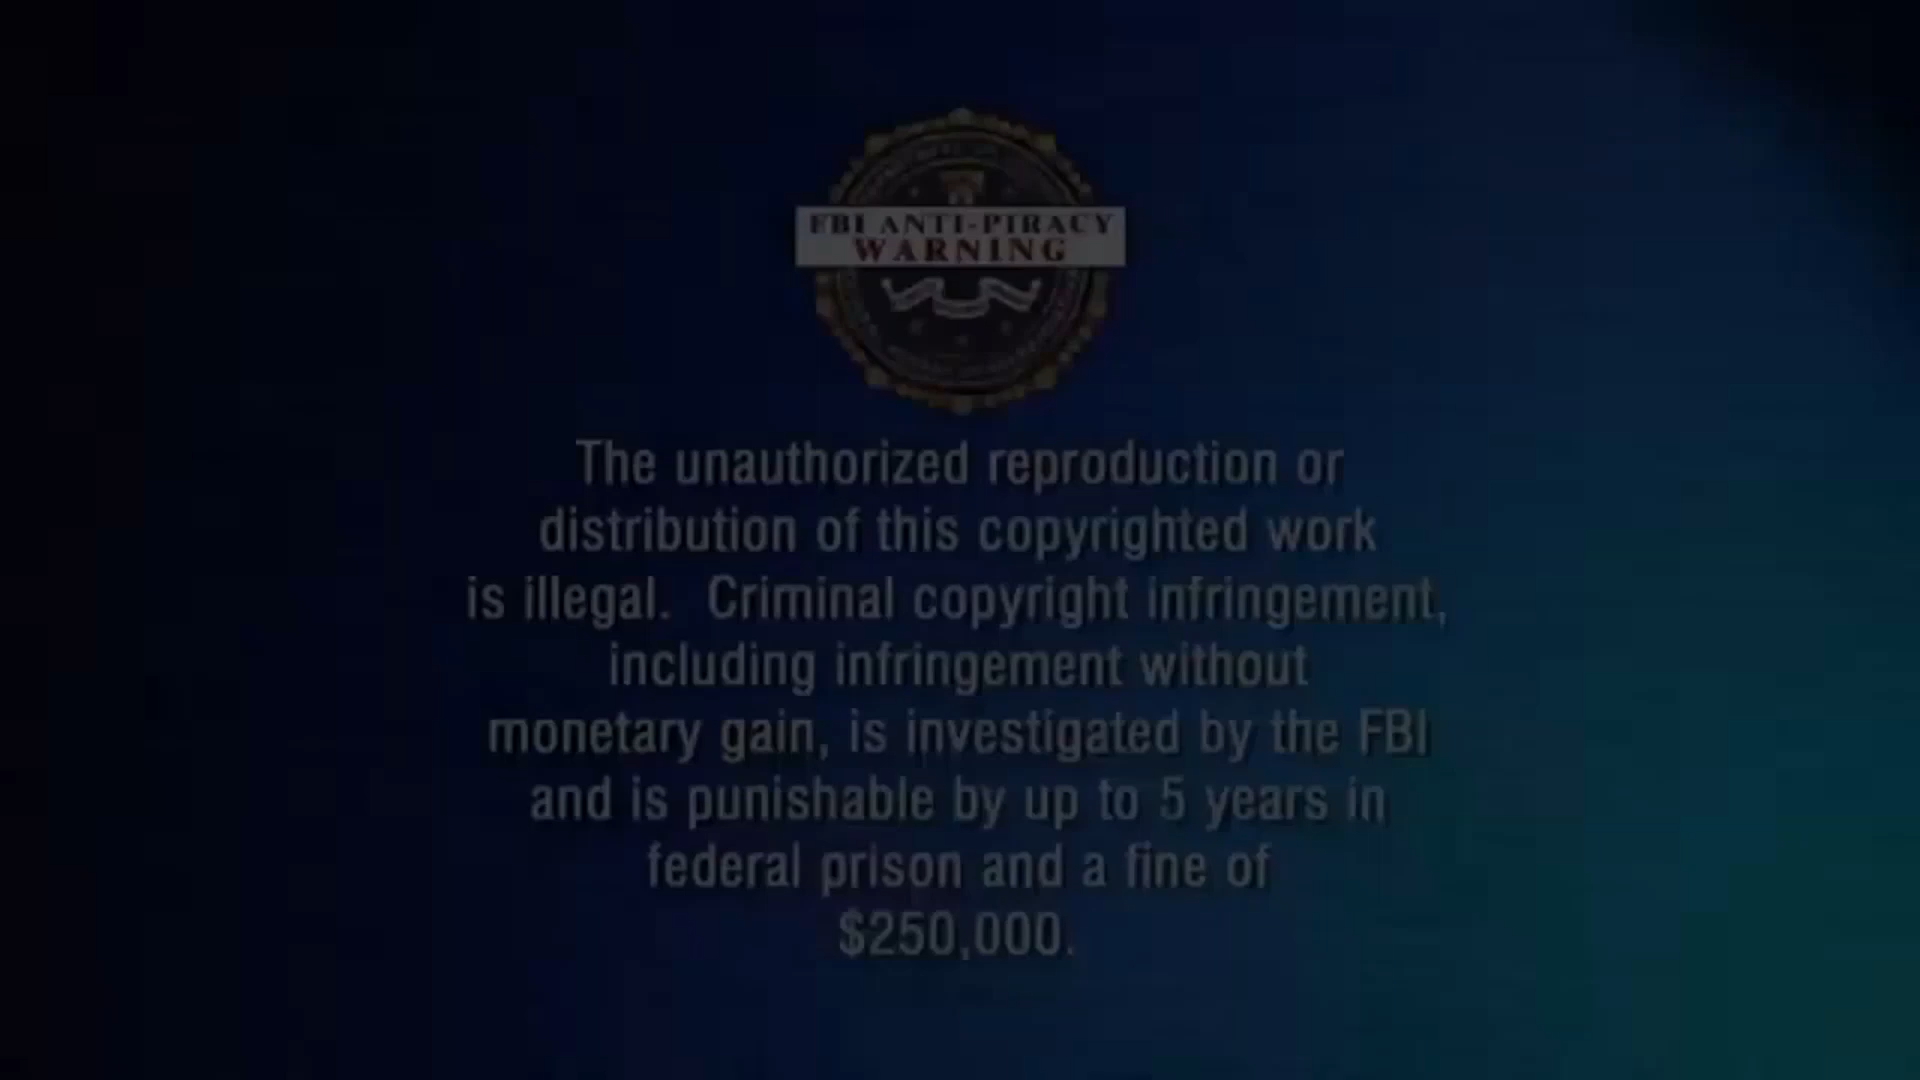 FBI ANTI-PIRACY
WARNING
The unauthorized reproduction or
distribution of this copyrighted work
is illegal.  Criminal copyright infringement,
including infringement without
monetary gain, is investigated by the FBI
and is punishable by up to 5 years in
federal prison and a fine of
$250,000.